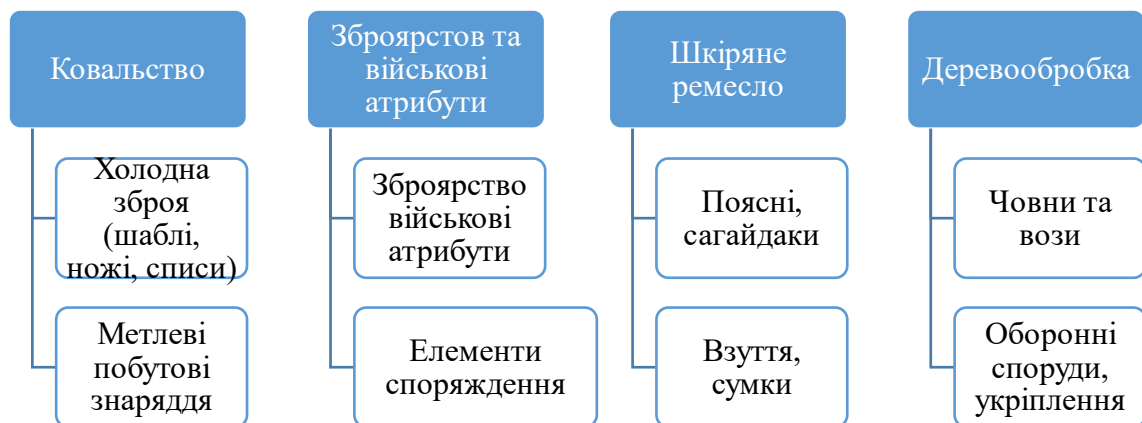 Ковальство
Холодна
зброя
(шаблі,
ножі, списи)
Метлеві
побутові
знаряддя
Зброярстов та
військові
атрибути
Зброярство
військові
атрибути
Елементи
споряждення
Шкіряне
ремесло
Поясні,
сагайдаки
Взуття,
сумки
Деревообробка
Човни та
вози
Оборонні
споруди,
укріплення